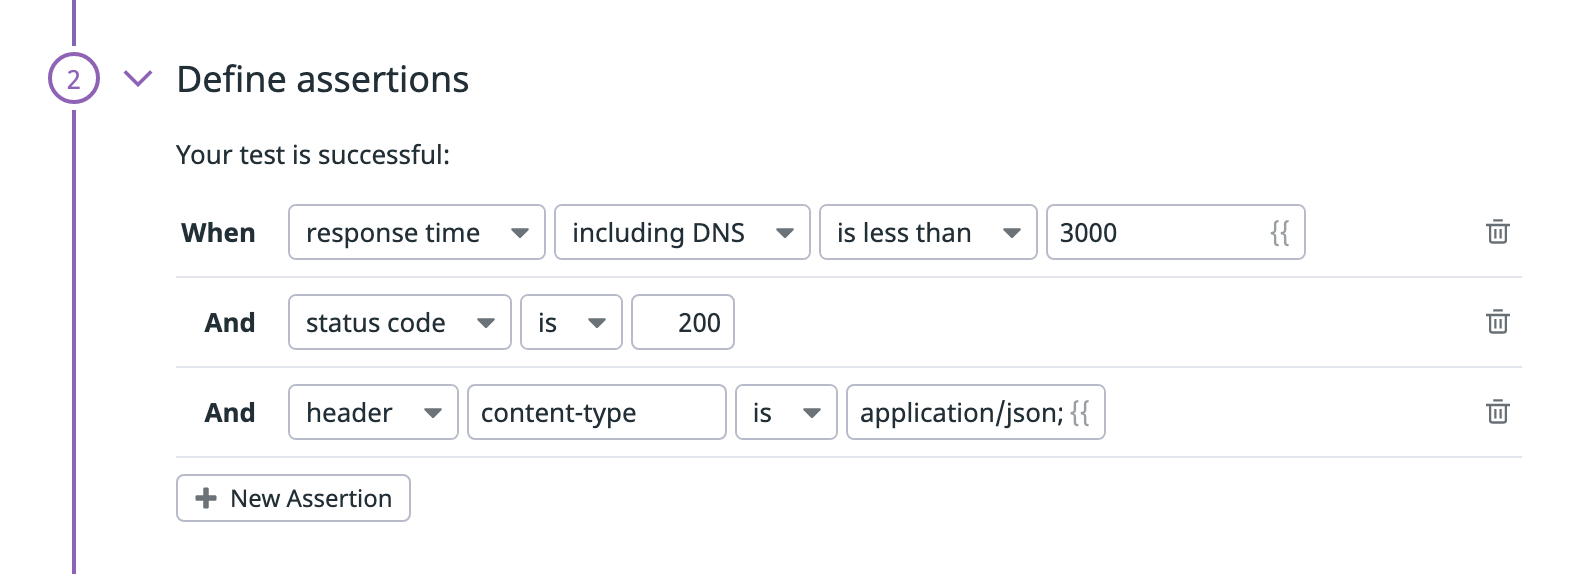 2 Define assertions
Your test is successful:
When response time including DNS is less than 3000 {{
And status code is 200
And header content-type is application/json; {{
+ New Assertion